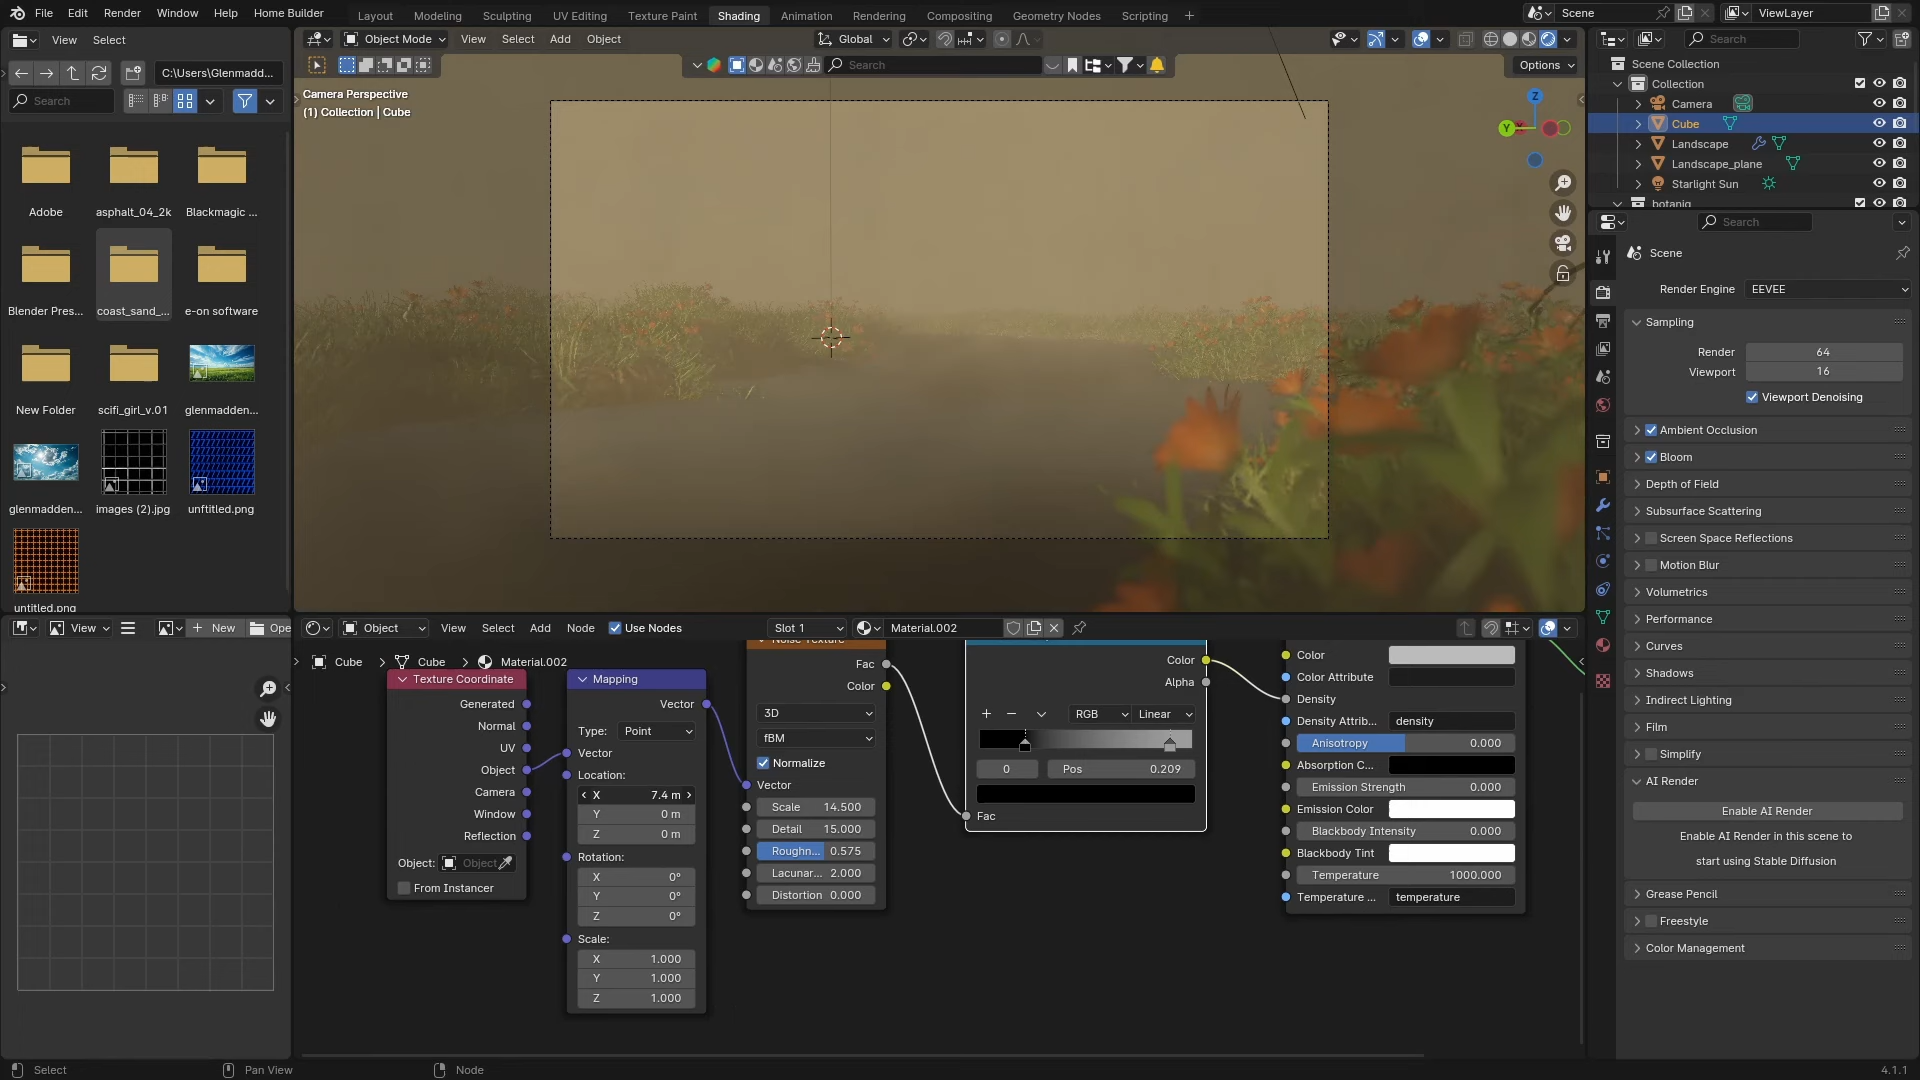 File Edit Render Window Help Home Builder Layout Modeling Sculpting UV Editing Texture Paint Shading Animation Rendering Compositing Geometry Nodes Scripting + Scene ViewLayer
View Select
Object Mode View Select Add Object Global
Search
C:\Users\Glenmadd...
Search
Search
Options
Camera Perspective
(1) Collection | Cube
Z
Y
Adobe
asphalt_04_2k
Blackmagic ...
Blender Pres...
coast_sand_...
e-on software
New Folder
scifi_girl_v.01
glenmadden...
glenmadden...
images (2).jpg
unftitled.png
untitled.png
Scene Collection
Collection
Camera
Cube
Landscape
Landscape_plane
Starlight Sun
botaniq
Search
Scene
Render Engine EEVEE
Sampling
Render 64
Viewport 16
Viewport Denoising
Ambient Occlusion
Bloom
Depth of Field
Subsurface Scattering
Screen Space Reflections
Motion Blur
Volumetrics
Performance
Curves
Shadows
Indirect Lighting
Film
Simplify
AI Render
Enable AI Render
Enable AI Render in this scene to
start using Stable Diffusion
Grease Pencil
Freestyle
Color Management
View New Ope
Object View Select Add Node Use Nodes Slot 1 Material.002
Cube > Cube > Material.002
Texture Coordinate
Generated
Normal
UV
Object
Camera
Window
Reflection
Object: Object
From Instancer
Mapping
Vector
Type: Point
Vector
Location:
X 7.4 m
Y 0 m
Z 0 m
Rotation:
X 0°
Y 0°
Z 0°
Scale:
X 1.000
Y 1.000
Z 1.000
Noise Texture
Fac
Color
3D
fBM
Normalize
Vector
Scale 14.500
Detail 15.000
Roughn... 0.575
Lacunar... 2.000
Distortion 0.000
Color
Alpha
RGB Linear
0 Pos 0.209
Fac
Color
Color Attribute
Density
Density Attrib... density
Anisotropy 0.000
Absorption C...
Emission Strength 0.000
Emission Color
Blackbody Intensity 0.000
Blackbody Tint
Temperature 1000.000
Temperature ... temperature
Select Pan View Node 4.1.1